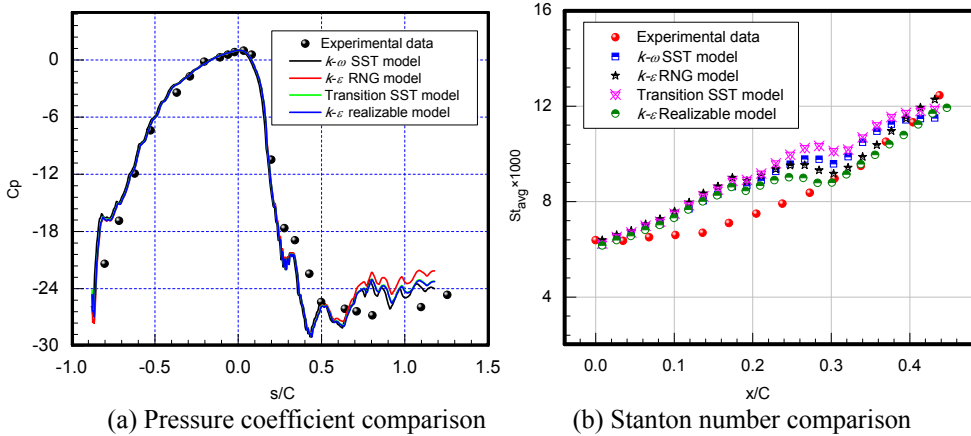 0
-6
-12
-18
-24
-30
-1.0
-0.5
0.0
0.5
1.0
1.5
Cp
s/C
Experimental data
k-ω SST model
k-ε RNG model
Transition SST model
k-ε realizable model
(a) Pressure coefficient comparison
16
12
8
4
0.0
0.1
0.2
0.3
0.4
St avg×1000
x/C
Experimental data
k-ω SST model
k-ε RNG model
Transition SST model
k-ε Realizable model
(b) Stanton number comparison